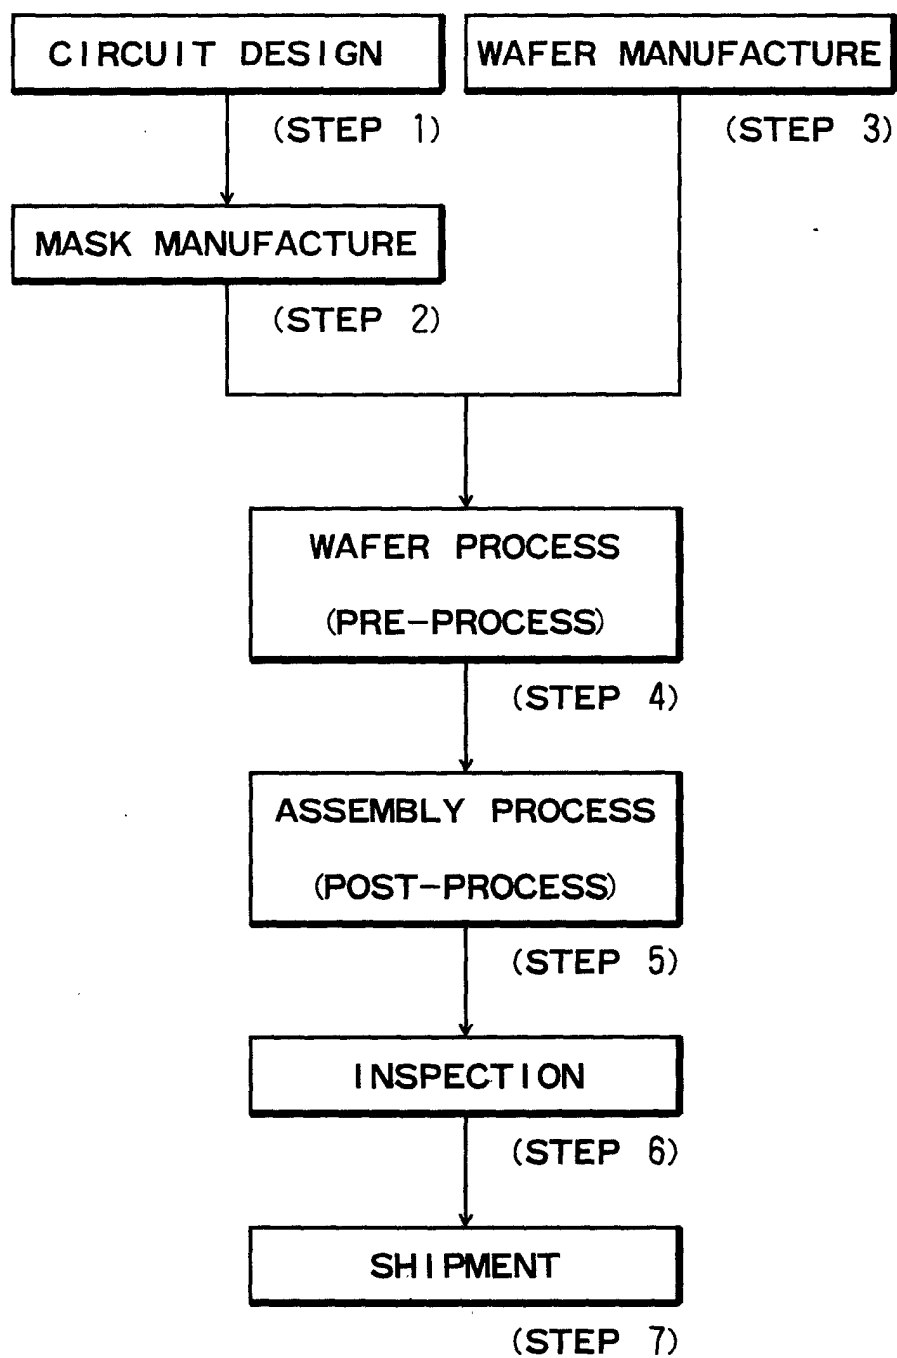 CIRCUIT DESIGN
(STEP 1)
WAFER MANUFACTURE
(STEP 3)
MASK MANUFACTURE
(STEP 2)
WAFER PROCESS
(PRE-PROCESS)
(STEP 4)
ASSEMBLY PROCESS
(POST-PROCESS)
(STEP 5)
INSPECTION
(STEP 6)
SHIPMENT
(STEP 7)